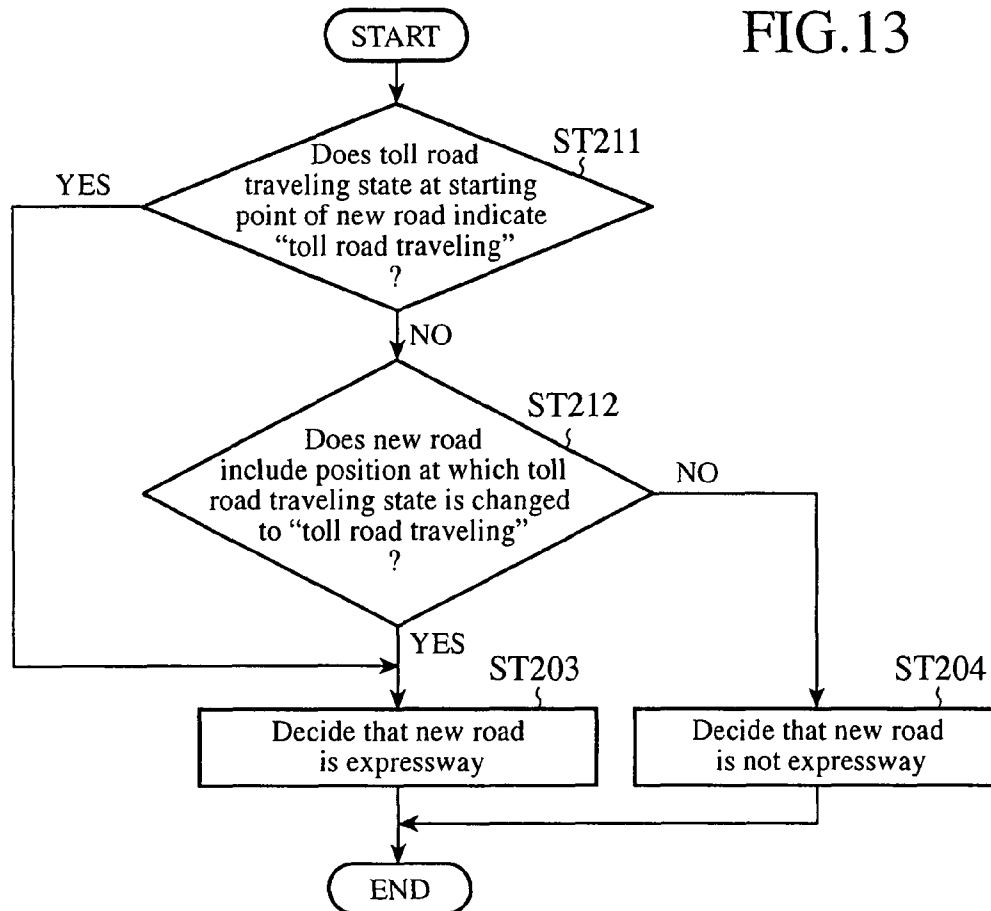 FIG.13
START
ST211
Does toll road
traveling state at starting
point of new road indicate
“toll road traveling”
?
YES
NO
ST212
Does new road
include position at which toll
road traveling state is changed
to “toll road traveling”
?
NO
YES
ST203
Decide that new road
is expressway
ST204
Decide that new road
is not expressway
END